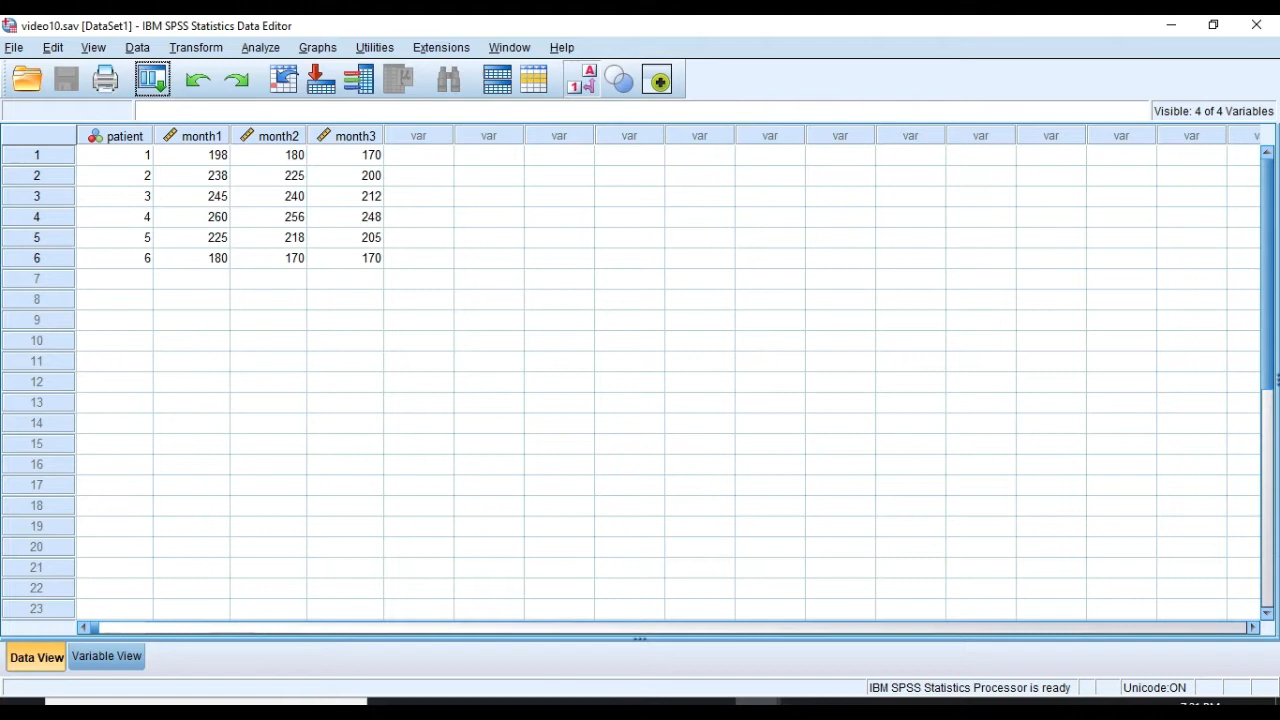 video10.sav [DataSet1] - IBM SPSS Statistics Data Editor
File Edit View Data Transform Analyze Graphs Utilities Extensions Window Help
Visible: 4 of 4 Variables
patient month1 month2 month3 var var var var var var var var var var var var
1 1 198 180 170
2 2 238 225 200
3 3 245 240 212
4 4 260 256 248
5 5 225 218 205
6 6 180 170 170
7
8
9
10
11
12
13
14
15
16
17
18
19
20
21
22
23
Data View Variable View
IBM SPSS Statistics Processor is ready Unicode:ON